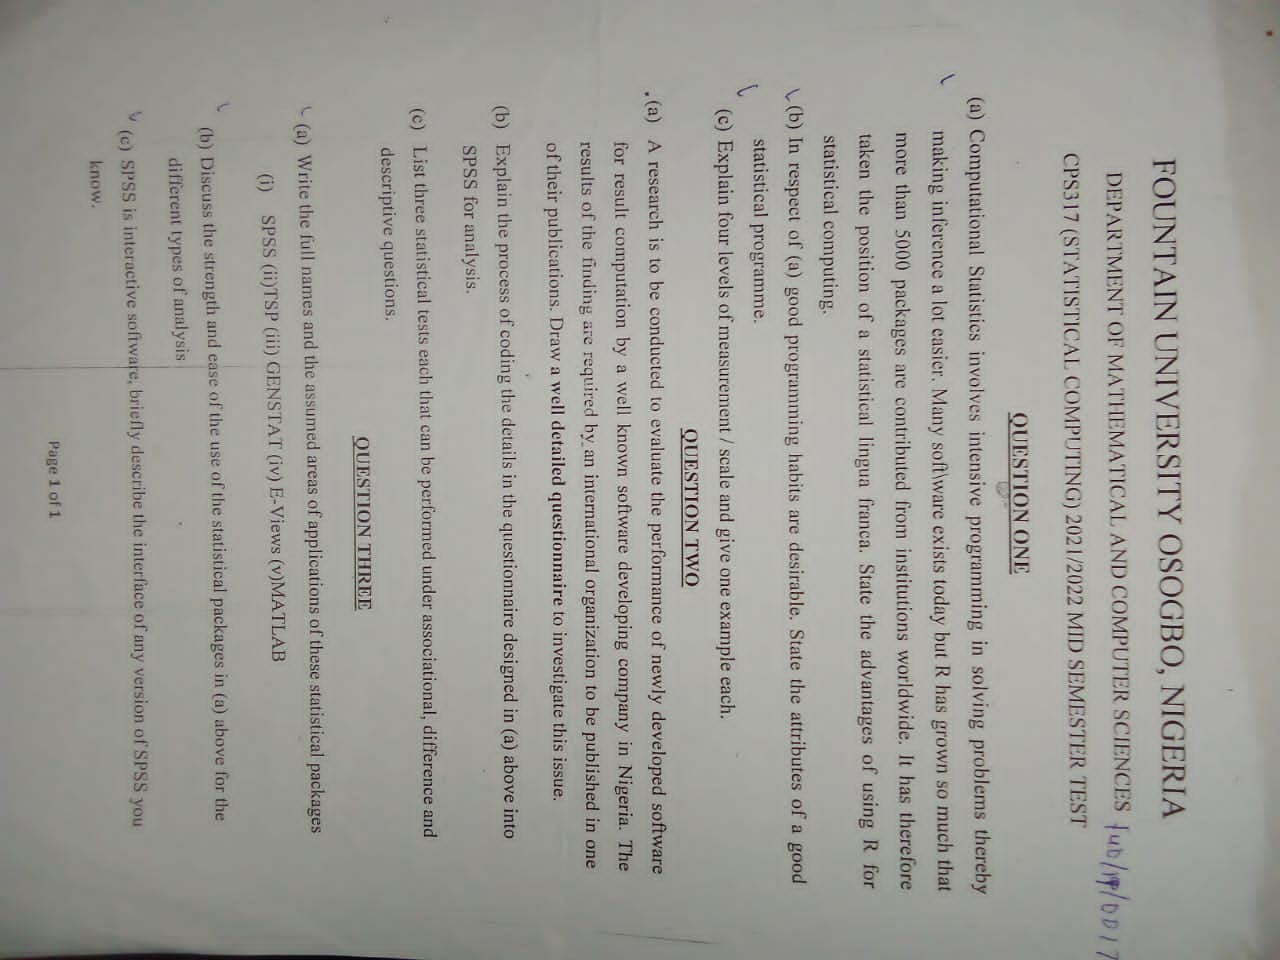 FOUNTAIN UNIVERSITY OSOGBO, NIGERIA
DEPARTMENT OF MATHEMATICAL AND COMPUTER SCIENCES fuo/19/0017
CPS317 (STATISTICAL COMPUTING) 2021/2022 MID SEMESTER TEST
QUESTION ONE
(a) Computational Statistics involves intensive programming in solving problems thereby
making inference a lot easier. Many soft\ware exists today but R has grown so much that
more than 5000 packages are contributed from institutions worldwide. It has therefore
taken the position of a statistical lingua franca. State the advantages of using R for
statistical computing.
(b) In respect of (a) good programming habits are desirable. State the attributes of a good
statistical programme.
(c) Explain four levels of measurement / scale and give one example each.
QUESTION TWO
(a) A research is to be conducted to evaluate the performance of newly developed software
for result computation by a well known software developing company in Nigeria. The
results of the finding are required by an international organization to be published in one
of their publications. Draw a well detailed questionnaire to investigate this issue.
(b) Explain the process of coding the details in the questionnaire designed in (a) above into
SPSS for analysis.
(c) List three statistical tests each that can be performed under associational, difference and
descriptive questions.
QUESTION THREE
(a) Write the full names and the assumed areas of applications of these statistical packages
(i) SPSS (ii)TSP (iii) GENSTAT (iv) E-Views (v)MATLAB
(b) Discuss the strength and ease of the use of the statistical packages in (a) above for the
different types of analysis
(c) SPSS is interactive software, briefly describe the interface of any version of SPSS you
know.
Page 1 of 1